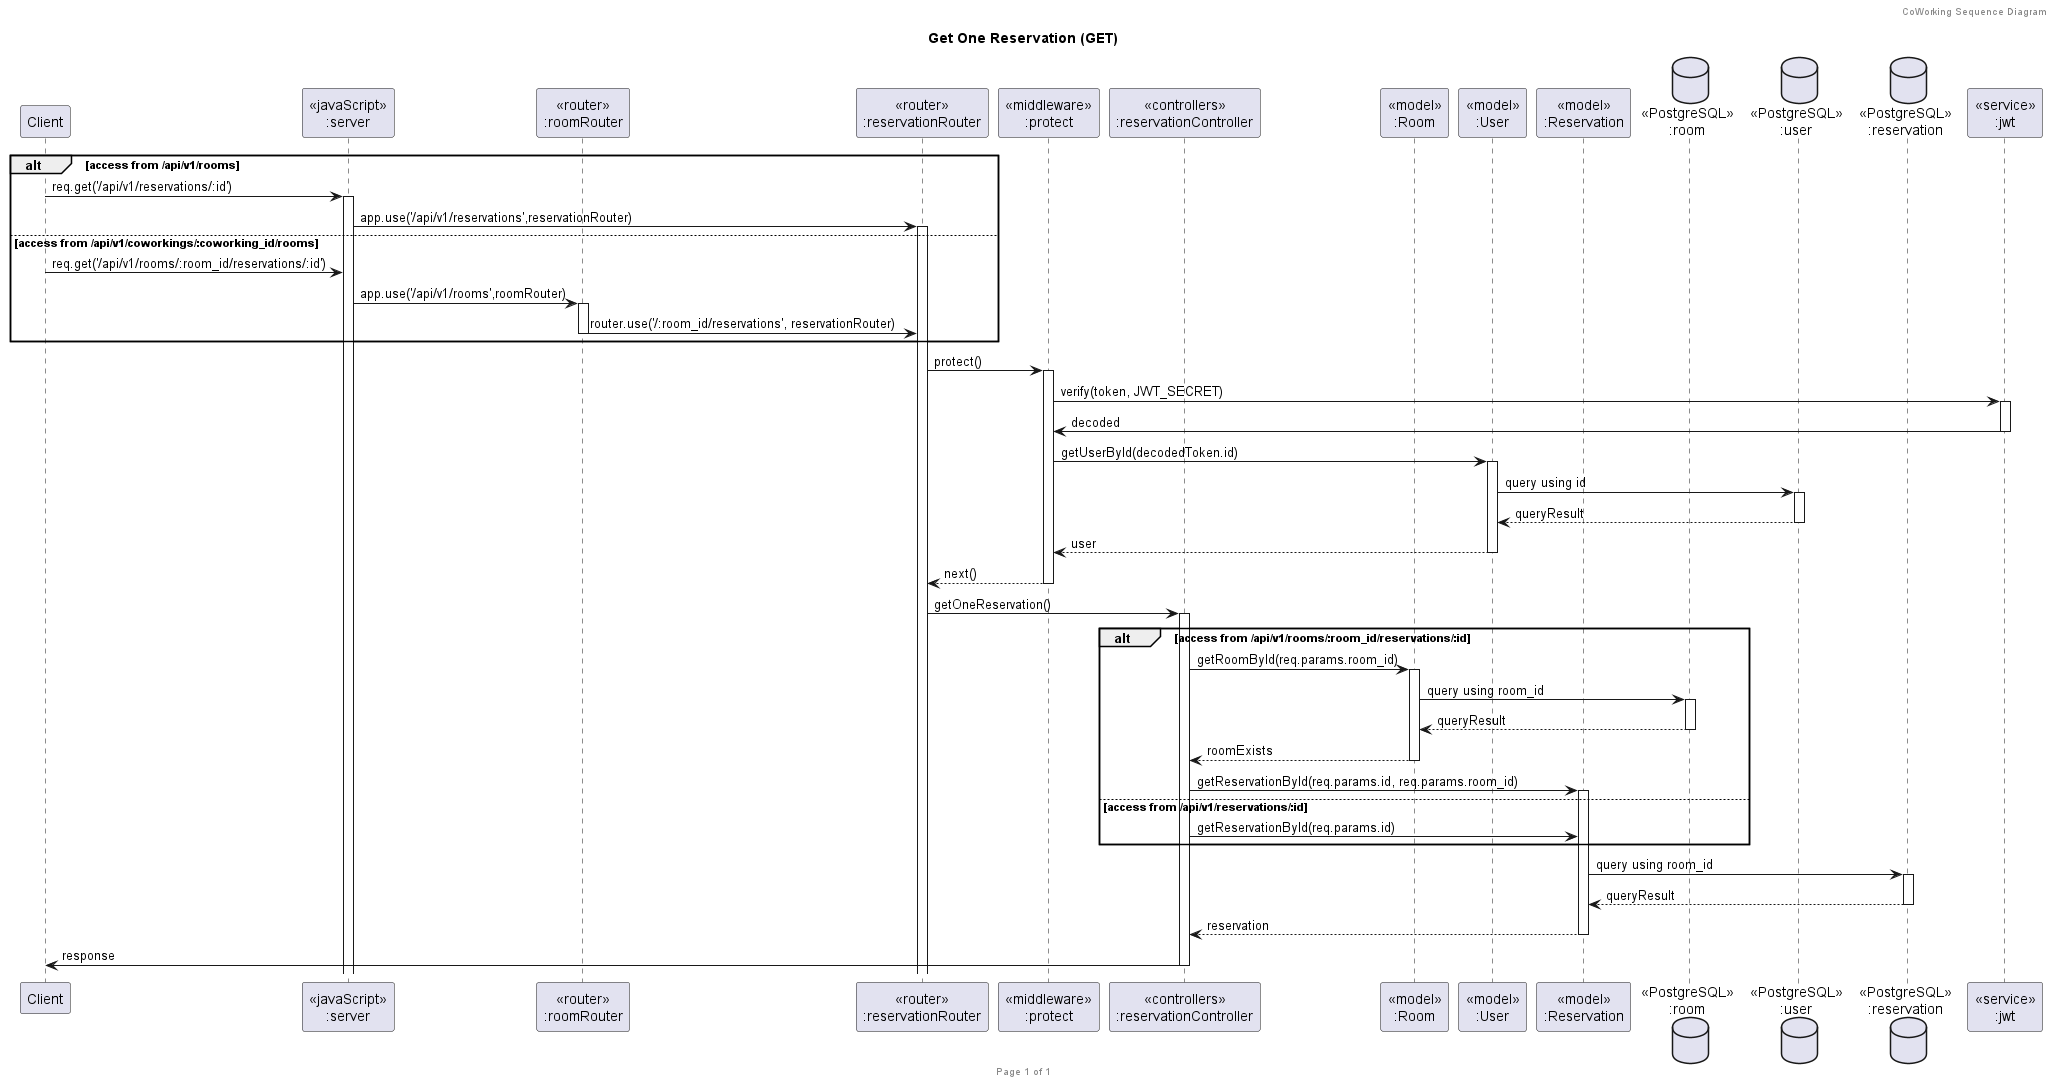 CoWorking Sequence Diagram
Get One Reservation (GET)
Client
«javaScript»
:server
«router»
:roomRouter
«router»
:reservationRouter
«middleware»
:protect
«controllers»
:reservationController
«model»
:Room
«model»
:User
«model»
:Reservation
«PostgreSQL»
:room
«PostgreSQL»
:user
«PostgreSQL»
:reservation
«service»
:jwt
alt [access from /api/v1/rooms]
req.get('/api/v1/reservations/:id')
app.use('/api/v1/reservations',reservationRouter)
[access from /api/v1/coworkings/:coworking_id/rooms]
req.get('/api/v1/rooms/:room_id/reservations/:id')
app.use('/api/v1/rooms',roomRouter)
router.use('/:room_id/reservations', reservationRouter)
protect()
verify(token, JWT_SECRET)
decoded
getUserById(decodedToken.id)
query using id
queryResult
user
next()
getOneReservation()
alt [access from /api/v1/rooms/:room_id/reservations/:id]
getRoomById(req.params.room_id)
query using room_id
queryResult
roomExists
getReservationById(req.params.id, req.params.room_id)
[access from /api/v1/reservations/:id]
getReservationById(req.params.id)
query using room_id
queryResult
reservation
response
Client
«javaScript»
:server
«router»
:roomRouter
«router»
:reservationRouter
«middleware»
:protect
«controllers»
:reservationController
«model»
:Room
«model»
:User
«model»
:Reservation
«PostgreSQL»
:room
«PostgreSQL»
:user
«PostgreSQL»
:reservation
«service»
:jwt
Page 1 of 1